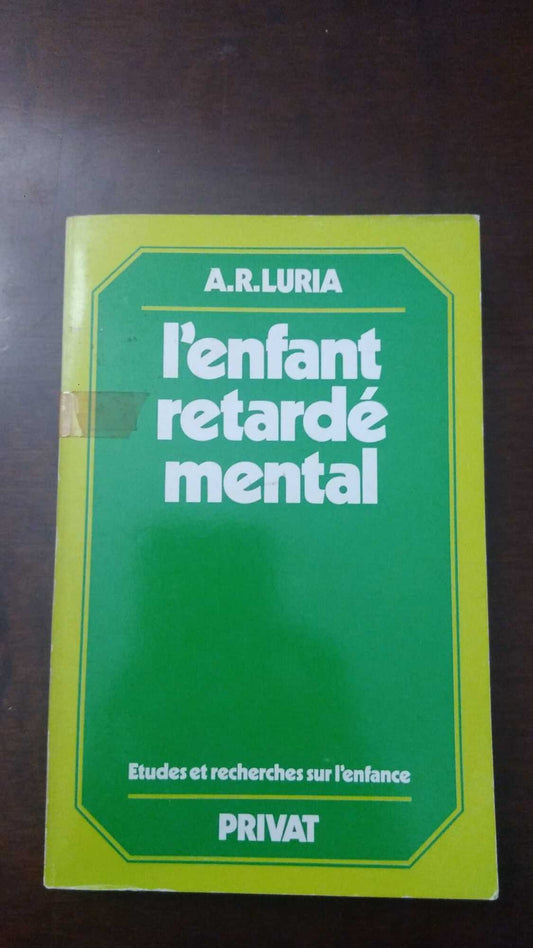 A.R.LURIA
l'enfant
retardé
mental
Etudes et recherches sur l'enfance
PRIVAT